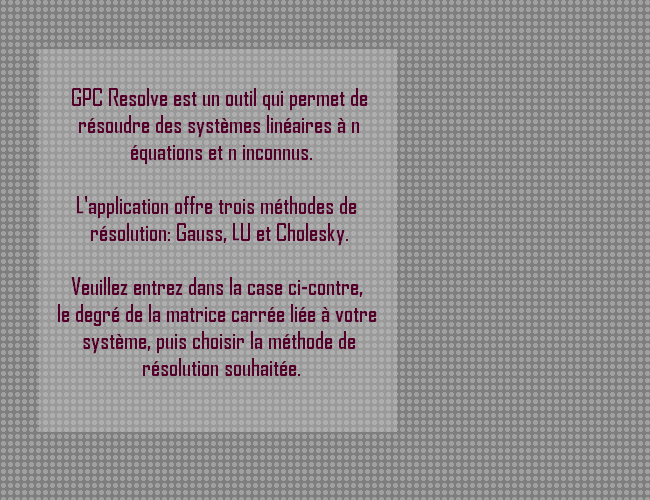 GPC Resolve est un outil qui permet de
résoudre des systèmes linéaires à n
équations et n inconnus.
L'application offre trois méthodes de
résolution: Gauss, LU et Cholesky.
Veuillez entrez dans la case ci-contre,
le degré de la matrice carrée liée à votre
système, puis choisir la méthode de
résolution souhaitée.